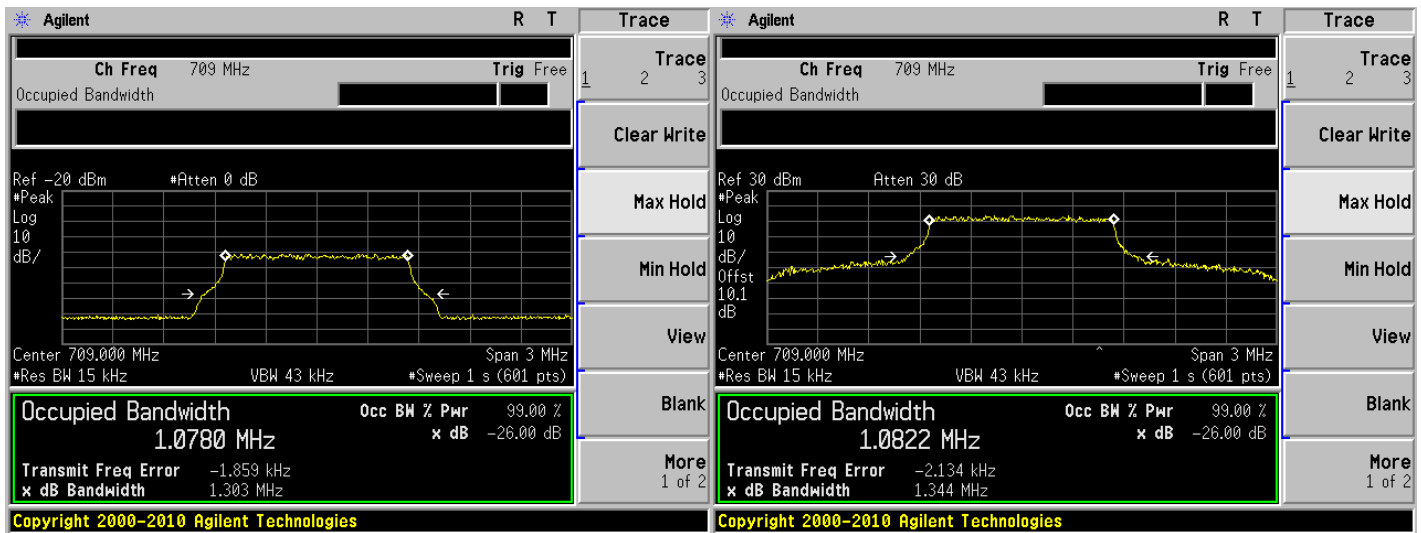 Agilent R T Trace
Ch Freq 709 MHz Trig Free
Occupied Bandwidth
Trace
1 2 3
Clear Write
Ref -20 dBm #Atten 0 dB
#Peak
Log
10
dB/
Max Hold
Min Hold
View
Center 709.000 MHz Span 3 MHz
#Res BW 15 kHz VBW 43 kHz #Sweep 1 s (601 pts)
Occupied Bandwidth Occ BW % Pwr 99.00 %
1.0780 MHz x dB -26.00 dB
Blank
Transmit Freq Error -1.859 kHz
x dB Bandwidth 1.303 MHz
More
1 of 2
Copyright 2000-2010 Agilent Technologies
Agilent R T Trace
Ch Freq 709 MHz Trig Free
Occupied Bandwidth
Trace
1 2 3
Clear Write
Ref 30 dBm Atten 30 dB
#Peak
Log
10
dB/
Offst
10.1
dB
Max Hold
Min Hold
View
Center 709.000 MHz Span 3 MHz
#Res BW 15 kHz VBW 43 kHz #Sweep 1 s (601 pts)
Occupied Bandwidth Occ BW % Pwr 99.00 %
1.0822 MHz x dB -26.00 dB
Blank
Transmit Freq Error -2.134 kHz
x dB Bandwidth 1.344 MHz
More
1 of 2
Copyright 2000-2010 Agilent Technologies